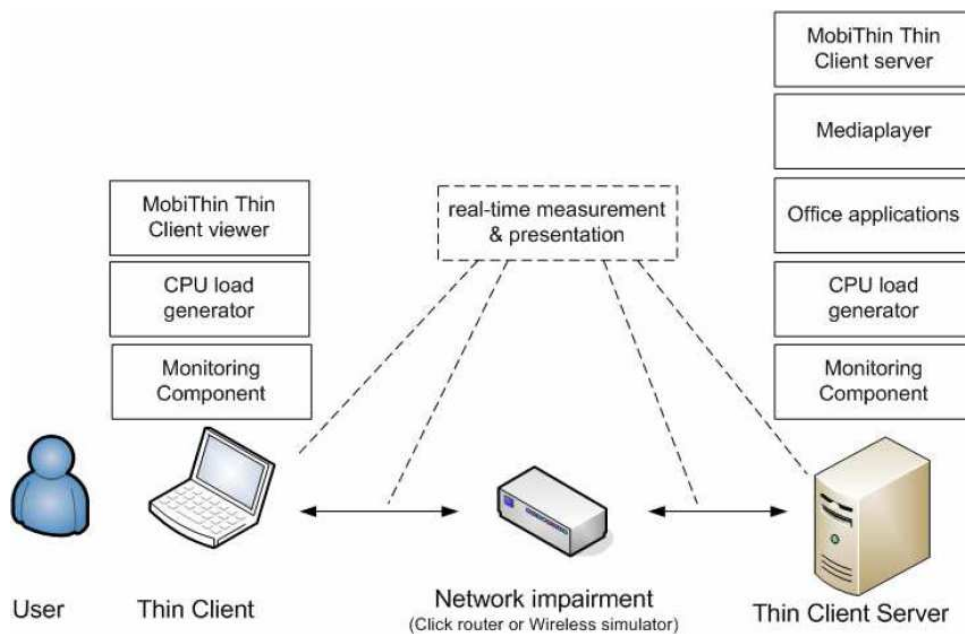 MobiThin Thin
Client server
Mediaplayer
Office applications
CPU load
generator
Monitoring
Component
MobiThin Thin
Client viewer
CPU load
generator
Monitoring
Component
real-time measurement
& presentation
User
Thin Client
Network impairment
(Click router or Wireless simulator)
Thin Client Server